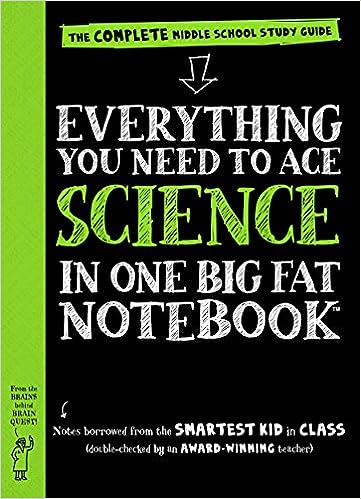 THE COMPLETE MIDDLE SCHOOL STUDY GUIDE
EVERYTHING
YOU NEED TO ACE
SCIENCE
IN ONE BIG FAT
NOTEBOOK™
From the
BRAINS
behind
BRAIN
QUEST!
Notes borrowed from the SMARTEST KID in CLASS
(double-checked by an AWARD-WINNING teacher)